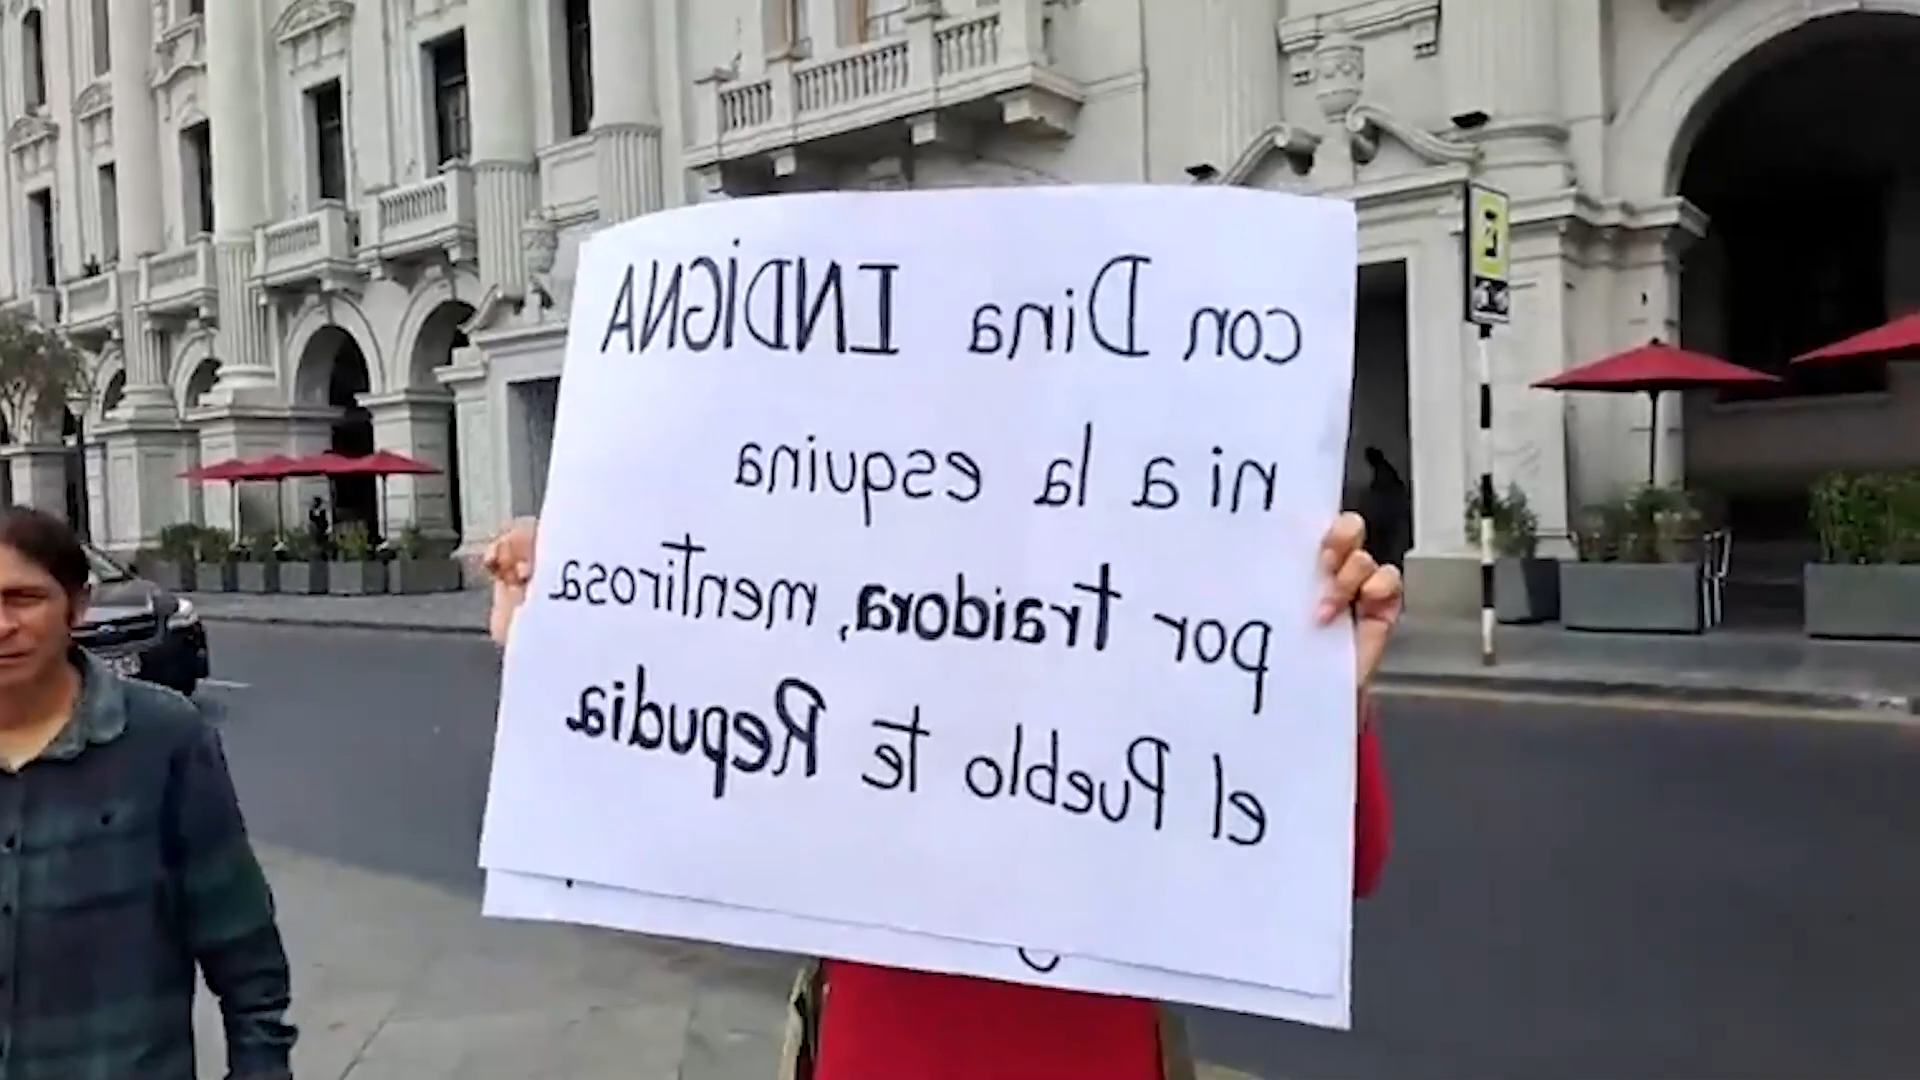 con Dina INDIGNA
ni a la esquina
por traidora, mentirosa
el Pueblo te Repudia